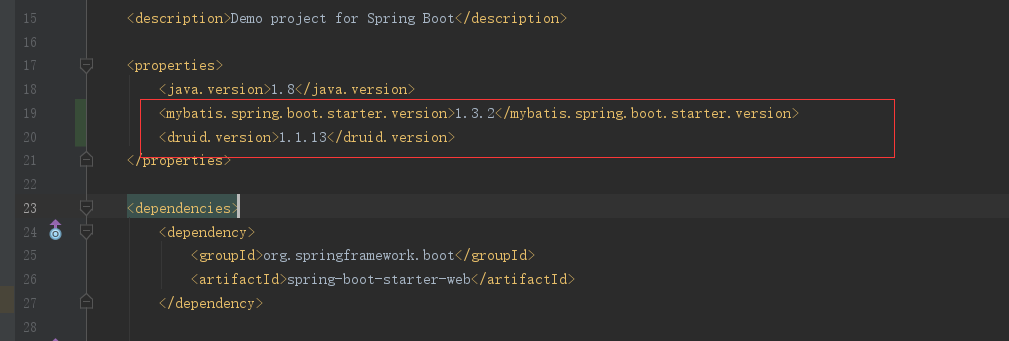 15 <description>Demo project for Spring Boot</description>
16
17 <properties>
18 <java.version>1.8</java.version>
19 <mybatis.spring.boot.starter.version>1.3.2</mybatis.spring.boot.starter.version>
20 <druid.version>1.1.13</druid.version>
21 </properties>
22
23 <dependencies>
24 <dependency>
25 <groupId>org.springframework.boot</groupId>
26 <artifactId>spring-boot-starter-web</artifactId>
27 </dependency>
28